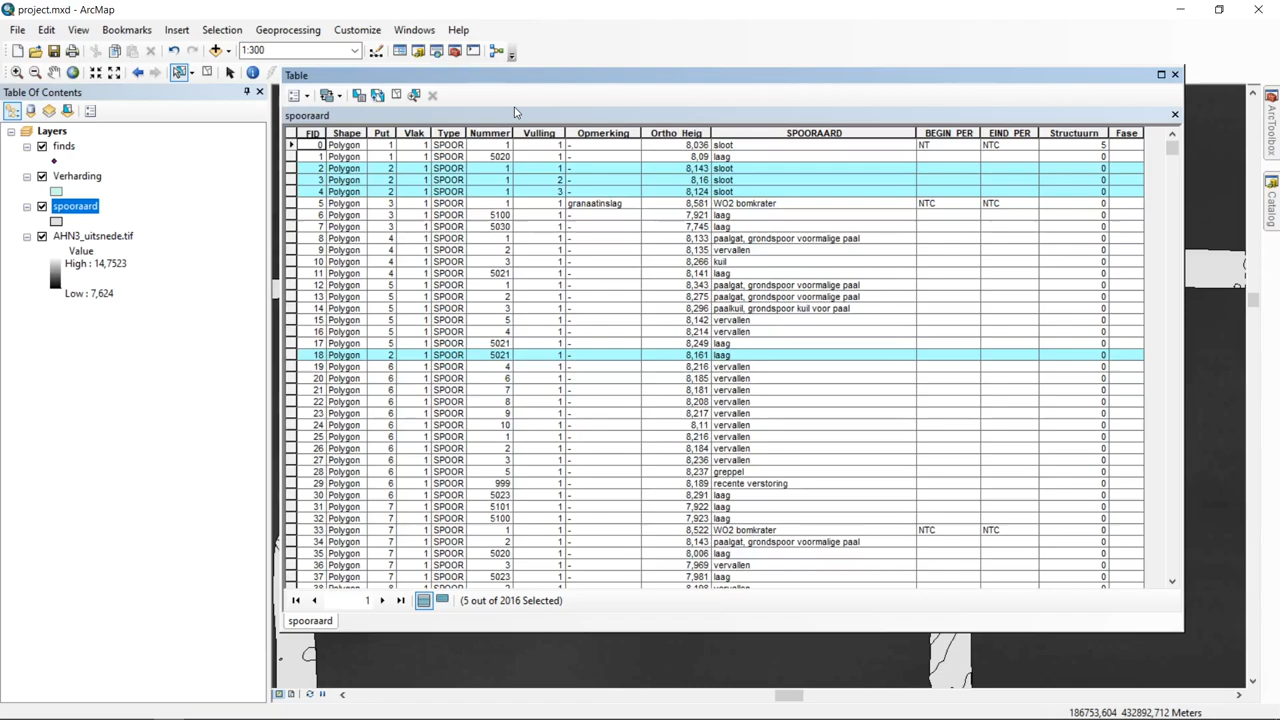 project.mxd - ArcMap
File Edit View Bookmarks Insert Selection Geoprocessing Customize Windows Help
1:300
Table Of Contents
Layers
finds
Verharding
spooraard
AHN3_uitsnede.tif
Value
High : 14,7523
Low : 7,624
Table
spooraard
FID Shape Put Vlak Type Nummer Vulling Opmerking Ortho_Heig SPOORAARD BEGIN_PER EIND_PER Structuurn Fase
0 Polygon 1 1 SPOOR 1 1 - 8,036 sloot NT NTC 5
1 Polygon 1 1 SPOOR 5020 1 - 8,09 laag 0
2 Polygon 2 1 SPOOR 1 1 - 8,143 sloot 0
3 Polygon 2 1 SPOOR 1 2 - 8,16 sloot 0
4 Polygon 2 1 SPOOR 1 3 - 8,124 sloot 0
5 Polygon 3 1 SPOOR 1 1 granaatinslag 8,581 WO2 bomkrater NTC NTC 0
6 Polygon 3 1 SPOOR 5100 1 - 7,921 laag 0
7 Polygon 3 1 SPOOR 5030 1 - 7,745 laag 0
8 Polygon 4 1 SPOOR 1 1 - 8,133 paalgat, grondspoor voormalige paal 0
9 Polygon 4 1 SPOOR 2 1 - 8,135 vervallen 0
10 Polygon 4 1 SPOOR 3 1 - 8,266 kuil 0
11 Polygon 4 1 SPOOR 5021 1 - 8,141 laag 0
12 Polygon 5 1 SPOOR 1 1 - 8,343 paalgat, grondspoor voormalige paal 0
13 Polygon 5 1 SPOOR 2 1 - 8,275 paalgat, grondspoor voormalige paal 0
14 Polygon 5 1 SPOOR 3 1 - 8,296 paalkuil, grondspoor kuil voor paal 0
15 Polygon 5 1 SPOOR 5 1 - 8,142 vervallen 0
16 Polygon 5 1 SPOOR 4 1 - 8,214 vervallen 0
17 Polygon 5 1 SPOOR 5021 1 - 8,249 laag 0
18 Polygon 2 1 SPOOR 5021 1 - 8,161 laag 0
19 Polygon 6 1 SPOOR 4 1 - 8,216 vervallen 0
20 Polygon 6 1 SPOOR 6 1 - 8,185 vervallen 0
21 Polygon 6 1 SPOOR 7 1 - 8,181 vervallen 0
22 Polygon 6 1 SPOOR 8 1 - 8,208 vervallen 0
23 Polygon 6 1 SPOOR 9 1 - 8,217 vervallen 0
24 Polygon 6 1 SPOOR 10 1 - 8,11 vervallen 0
25 Polygon 6 1 SPOOR 1 1 - 8,216 vervallen 0
26 Polygon 6 1 SPOOR 2 1 - 8,184 vervallen 0
27 Polygon 6 1 SPOOR 3 1 - 8,236 vervallen 0
28 Polygon 6 1 SPOOR 5 1 - 8,237 greppel 0
29 Polygon 6 1 SPOOR 999 1 - 8,189 recente verstoring 0
30 Polygon 6 1 SPOOR 5023 1 - 8,291 laag 0
31 Polygon 7 1 SPOOR 5101 1 - 7,922 laag 0
32 Polygon 7 1 SPOOR 5100 1 - 7,923 laag 0
33 Polygon 7 1 SPOOR 1 1 - 8,522 WO2 bomkrater NTC NTC 0
34 Polygon 7 1 SPOOR 2 1 - 8,143 paalgat, grondspoor voormalige paal 0
35 Polygon 7 1 SPOOR 5020 1 - 8,006 laag 0
36 Polygon 7 1 SPOOR 3 1 - 7,969 vervallen 0
37 Polygon 7 1 SPOOR 5023 1 - 7,981 laag 0
1 (5 out of 2016 Selected)
spooraard
ArcToolbox
Catalog
186753,604 432892,712 Meters